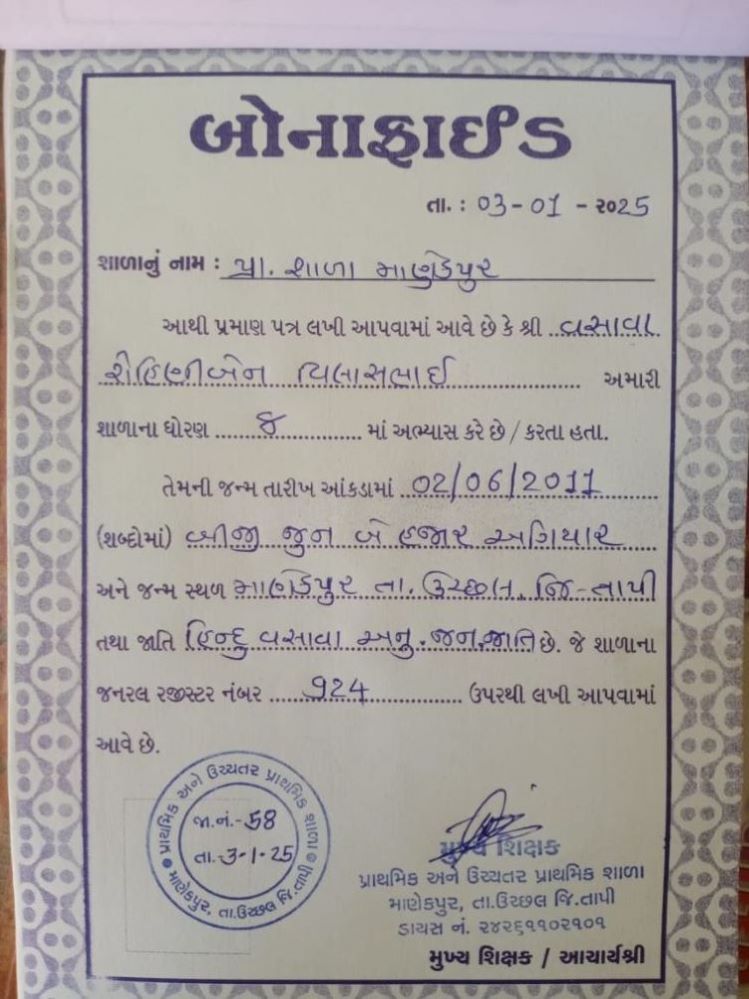 બોનાફાઈડ
તા. : 03-01 -૨૦25
શાળાનું નામ : પ્રા. શાળા માણેકપુર
આથી પ્રમાણ પત્ર લખી આપવામાં આવે છે કે શ્રી ..વસાવા.
રોહિણીબેન વિલાસભાઈ અમારી
શાળાના ધોરણ ......8......... માં અભ્યાસ કરે છે / કરતા હતા.
તેમની જન્મ તારીખ આંકડામાં ..02/06/2011
(શબ્દોમાં) બીજી જુન બે હજાર અગિયાર
અને જન્મ સ્થળ માણેકપુર તા. ઉચ્છલ. જિ-તાપી
તથા જાતિ હિન્દુ વસાવા અનુ.જન.જાતિ છે. જે શાળાના
જનરલ રજીસ્ટર નંબર .....924........... ઉપરથી લખી આપવામાં
આવે છે.
પ્રાથમિક અને ઉચ્ચતર પ્રાથમિક શાળા
જા.નં.-58
તા.-3-1-25
માણેકપુર, તા.ઉચ્છલ જિ.તાપી
મુખ્ય શિક્ષક
પ્રાથમિક અને ઉચ્ચતર પ્રાથમિક શાળા
માણેકપુર, તા.ઉચ્છલ જિ.તાપી
ડાયસ નં. ૨૪૨૬૧૧૦૨૧૦૧
મુખ્ય શિક્ષક / આચાર્યશ્રી